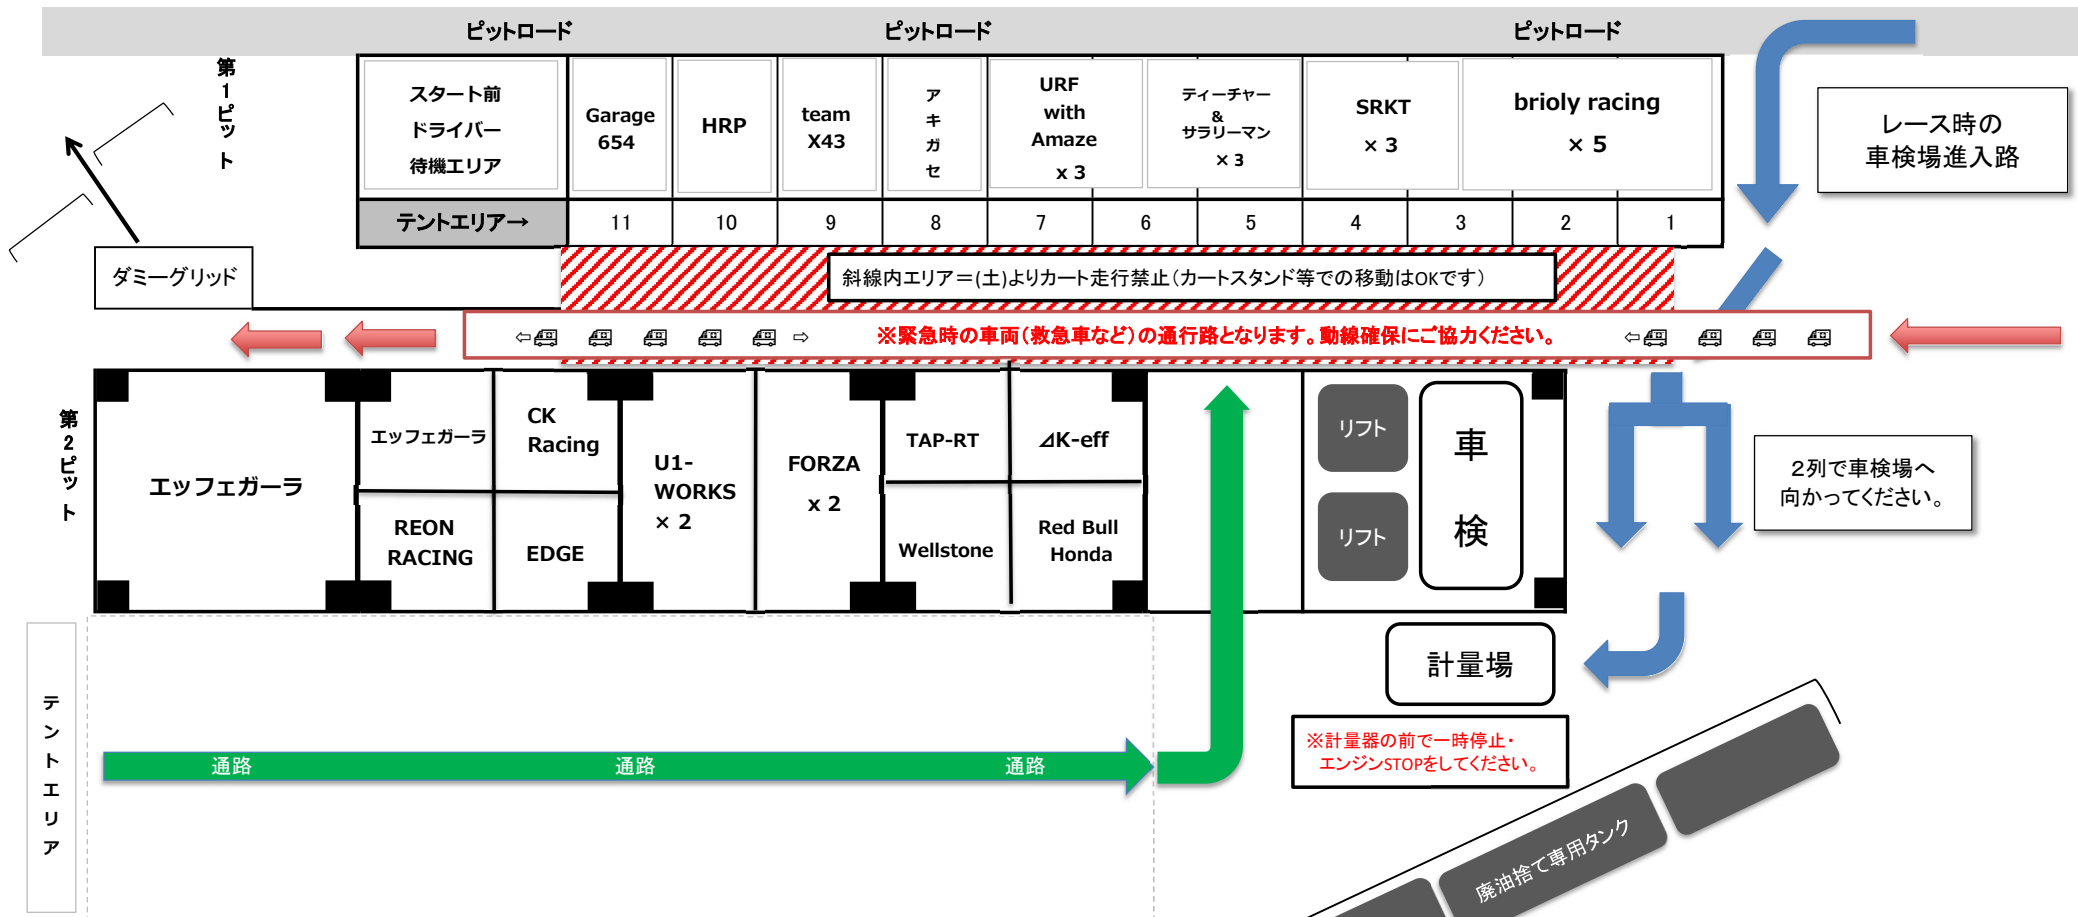 ピットロード
ピットロード
ピットロード
第1ピット
スタート前
ドライバー
待機エリア
Garage
654
HRP
team
X43
アキガセ
URF
with
Amaze
x 3
ティーチャー
&
サラリーマン
× 3
SRKT
× 3
brioly racing
× 5
レース時の
車検場進入路
テントエリア→
11
10
9
8
7
6
5
4
3
2
1
ダミーグリッド
斜線内エリア=(土)よりカート走行禁止(カートスタンド等での移動はOKです)
※緊急時の車両(救急車など)の通行路となります。動線確保にご協力ください。
第2ピット
エッフェガーラ
エッフェガーラ
CK
Racing
REON
RACING
EDGE
U1-
WORKS
× 2
FORZA
x 2
TAP-RT
⊿K-eff
Wellstone
Red Bull
Honda
リフト
リフト
車検
2列で車検場へ
向かってください。
計量場
※計量器の前で一時停止・
エンジンSTOPをしてください。
テントエリア
通路
通路
通路
廃油捨て専用タンク